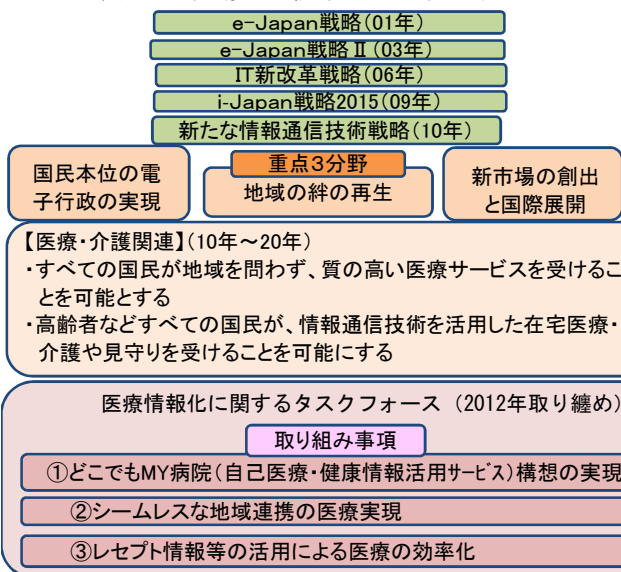 e-Japan戦略(01年)
e-Japan戦略Ⅱ(03年)
IT新改革戦略(06年)
i-Japan戦略2015(09年)
新たな情報通信技術戦略(10年)
重点3分野
国民本位の電
子行政の実現
地域の絆の再生
新市場の創出
と国際展開
【医療・介護関連】(10年～20年)
・すべての国民が地域を問わず、質の高い医療サービスを受けるこ
とを可能とする
・高齢者などすべての国民が、情報通信技術を活用した在宅医療・
介護や見守りを受けることを可能にする
医療情報化に関するタスクフォース (2012年取り纏め)
取り組み事項
①どこでもMY病院(自己医療・健康情報活用ｻｰﾋﾞｽ)構想の実現
②シームレスな地域連携の医療実現
③レセプト情報等の活用による医療の効率化